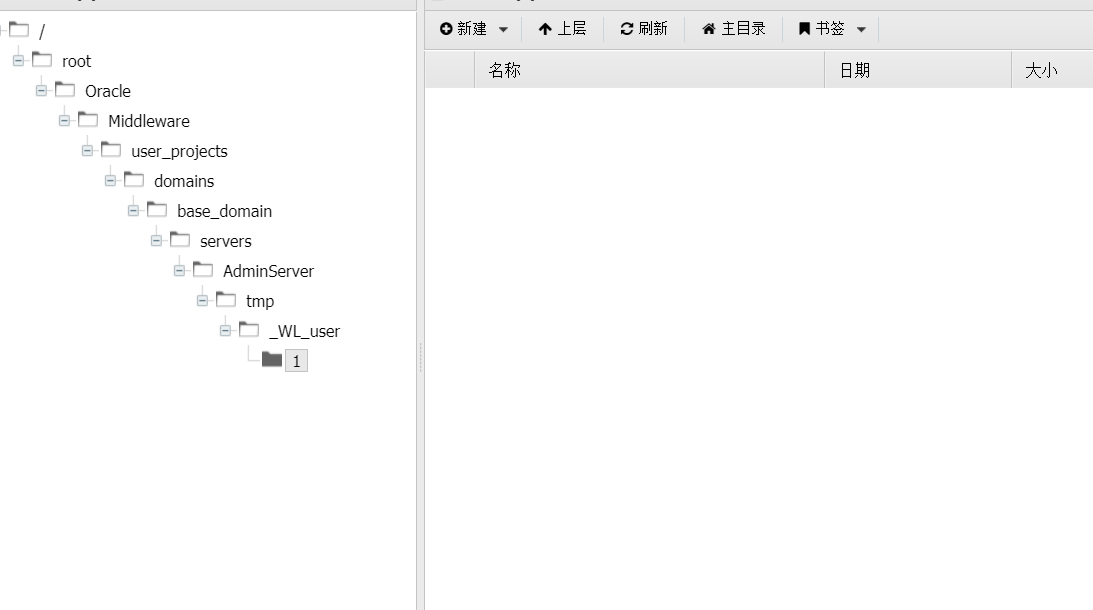 /
root
Oracle
Middleware
user_projects
domains
base_domain
servers
AdminServer
tmp
_WL_user
1
新建 上层 刷新 主目录 书签
名称 日期 大小